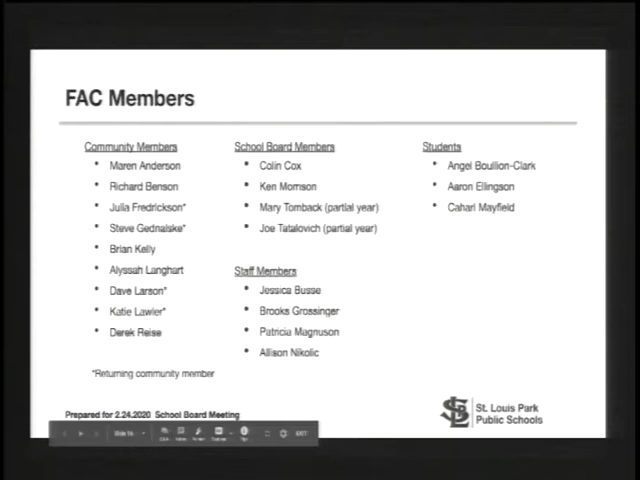 FAC Members
Community Members
Maren Anderson
Richard Benson
Julia Fredrickson*
Steve Gednalske*
Brian Kelly
Alyssah Langhart
Dave Larson*
Katie Lawler*
Derek Reise
*Returning community member
School Board Members
Colin Cox
Ken Morrison
Mary Tomback (partial year)
Joe Tatalovich (partial year)
Staff Members
Jessica Busse
Brooks Grossinger
Patricia Magnuson
Allison Nikolic
Students
Angel Boullion-Clark
Aaron Ellingson
Cahari Mayfield
Prepared for 2.24.2020 School Board Meeting
St. Louis Park
Public Schools